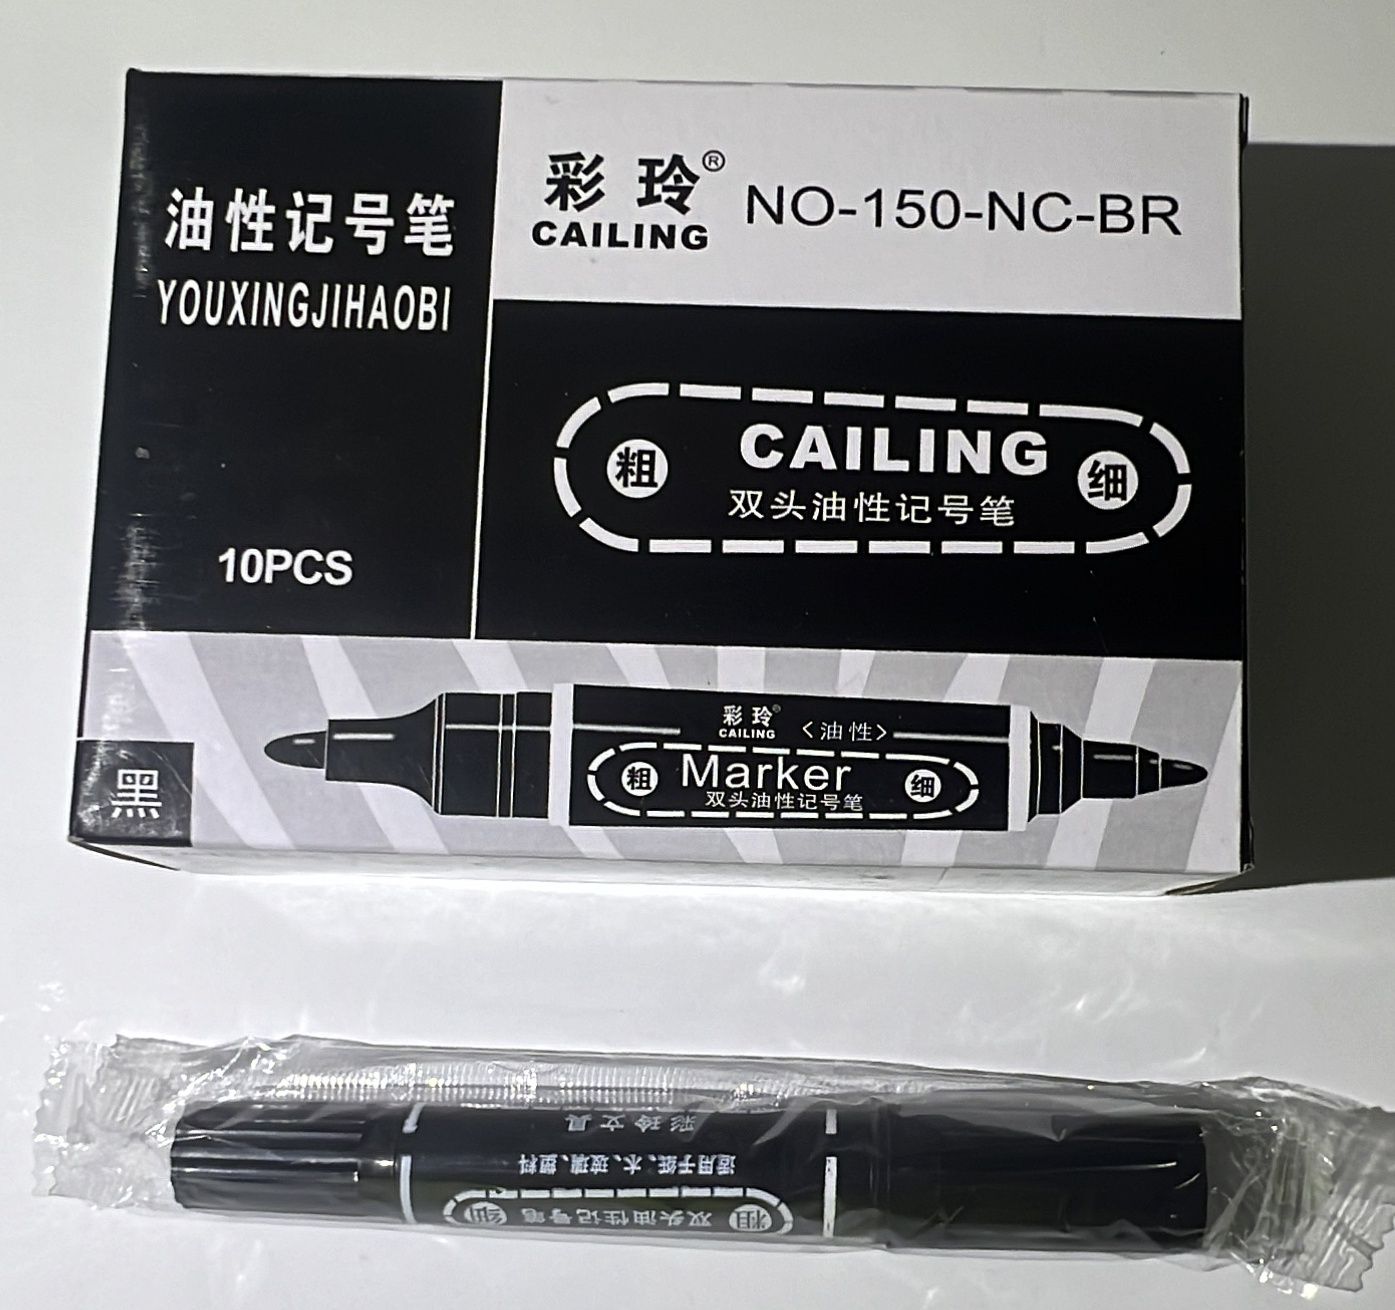 油性记号笔
YOUXINGJIHAOBI
10PCS
彩玲®
CAILING
NO-150-NC-BR
粗
CAILING
双头油性记号笔
细
黑
彩玲®
CAILING
<油性>
粗
Marker
双头油性记号笔
细
彩玲文具
适用于纸、木、玻璃、塑料
粗
双头油性记号笔
细